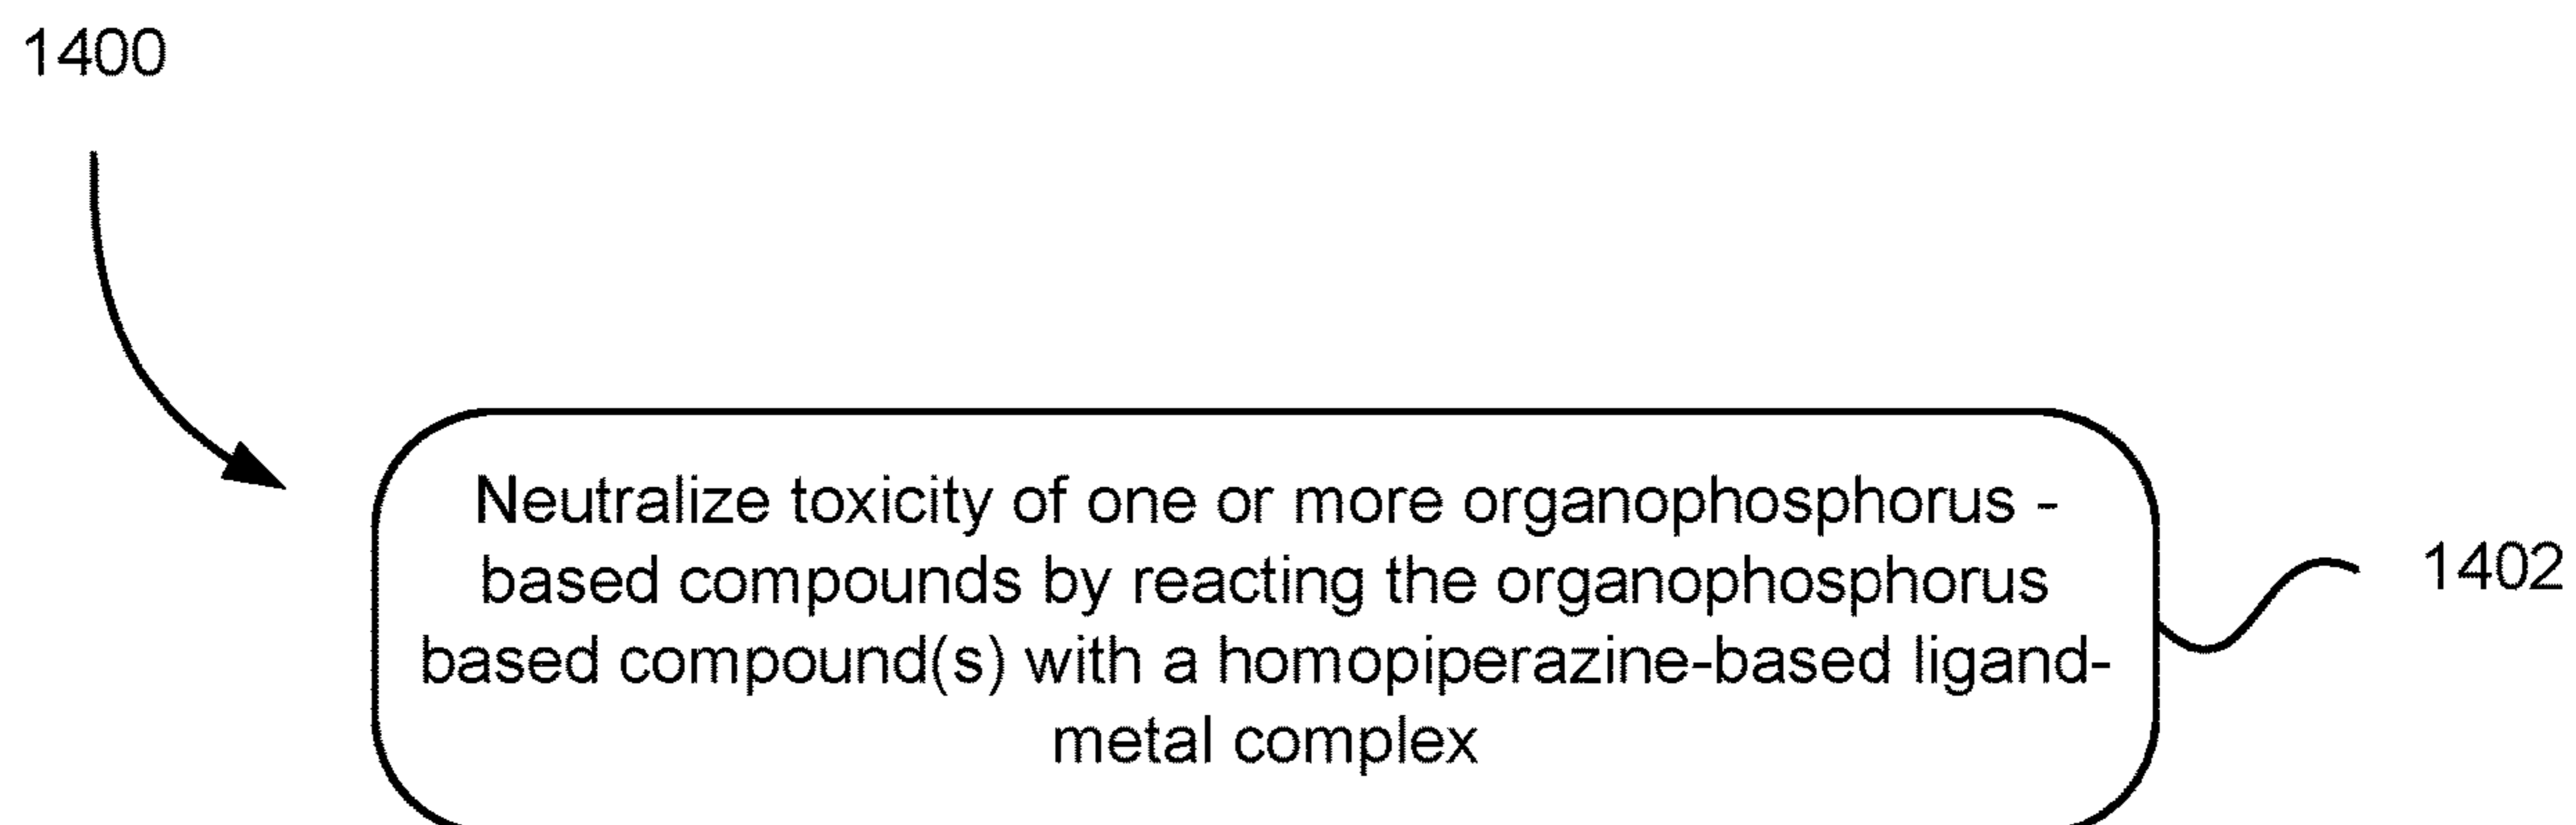 1400
Neutralize toxicity of one or more organophosphorus -
based compounds by reacting the organophosphorus
based compound(s) with a homopiperazine-based ligand-
metal complex
1402